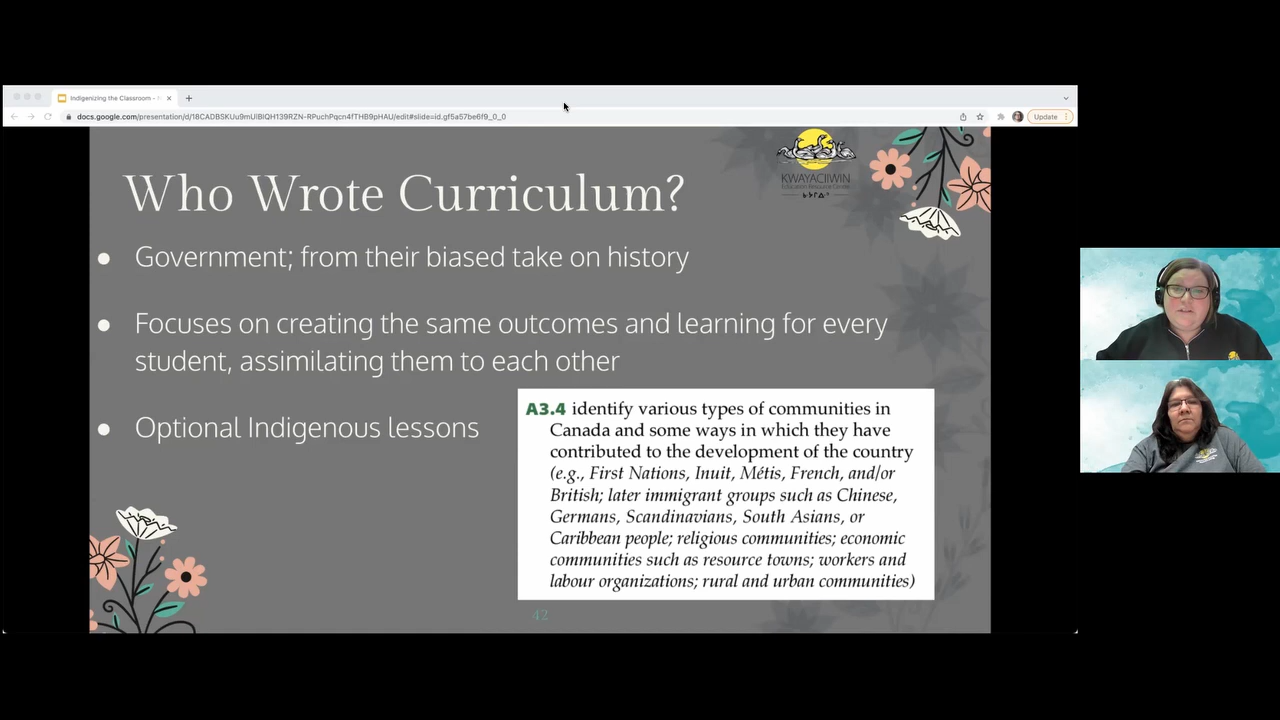 Indigenizing the Classroom -
docs.google.com/presentation/d/18CADBSKUu9mUIBIQH139RZN-RPuchPqcn4fTHB9pHAU/edit#slide=id.gf5a57be6f9_0_0
Update
Who Wrote Curriculum?
KWAYACIIWIN
Education Resource Centre
● Government; from their biased take on history
● Focuses on creating the same outcomes and learning for every
student, assimilating them to each other
● Optional Indigenous lessons
A3.4 identify various types of communities in
Canada and some ways in which they have
contributed to the development of the country
(e.g., First Nations, Inuit, Métis, French, and/or
British; later immigrant groups such as Chinese,
Germans, Scandinavians, South Asians, or
Caribbean people; religious communities; economic
communities such as resource towns; workers and
labour organizations; rural and urban communities)
42